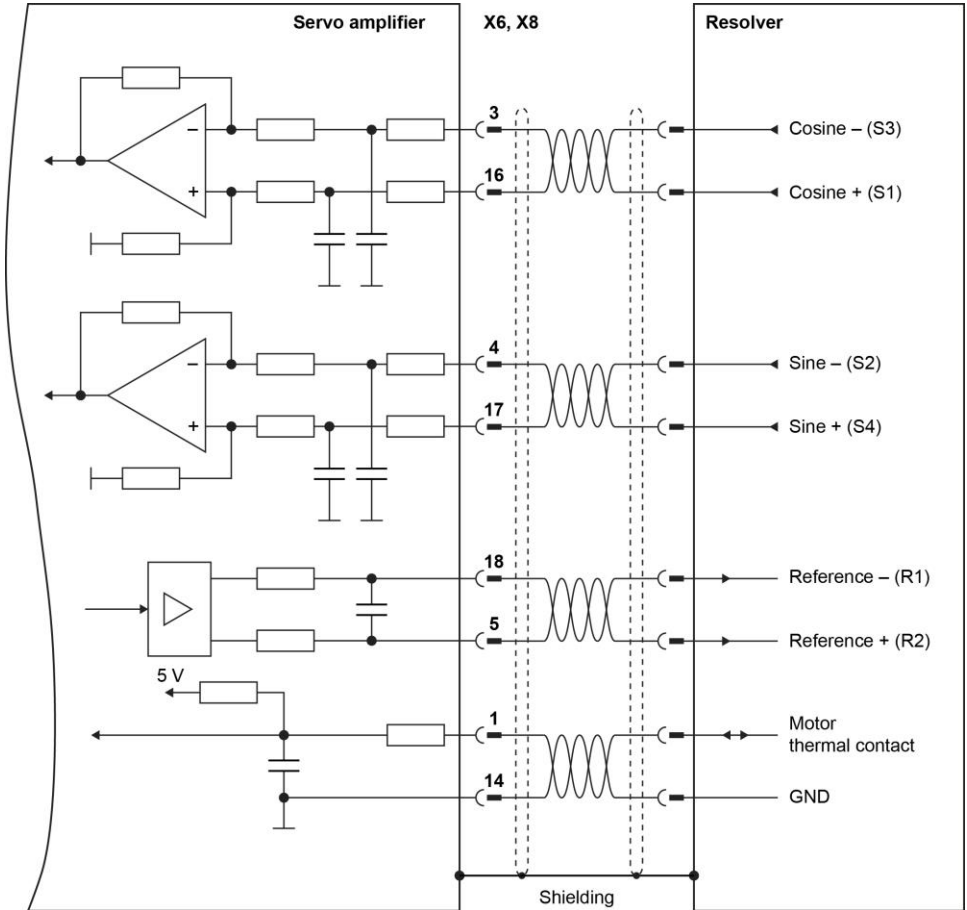 Servo amplifier X6, X8 Resolver
3
Cosine – (S3)
–
16
Cosine + (S1)
+
4
Sine – (S2)
–
17
Sine + (S4)
+
18
Reference – (R1)
5
Reference + (R2)
5 V
1
Motor
thermal contact
14
GND
Shielding